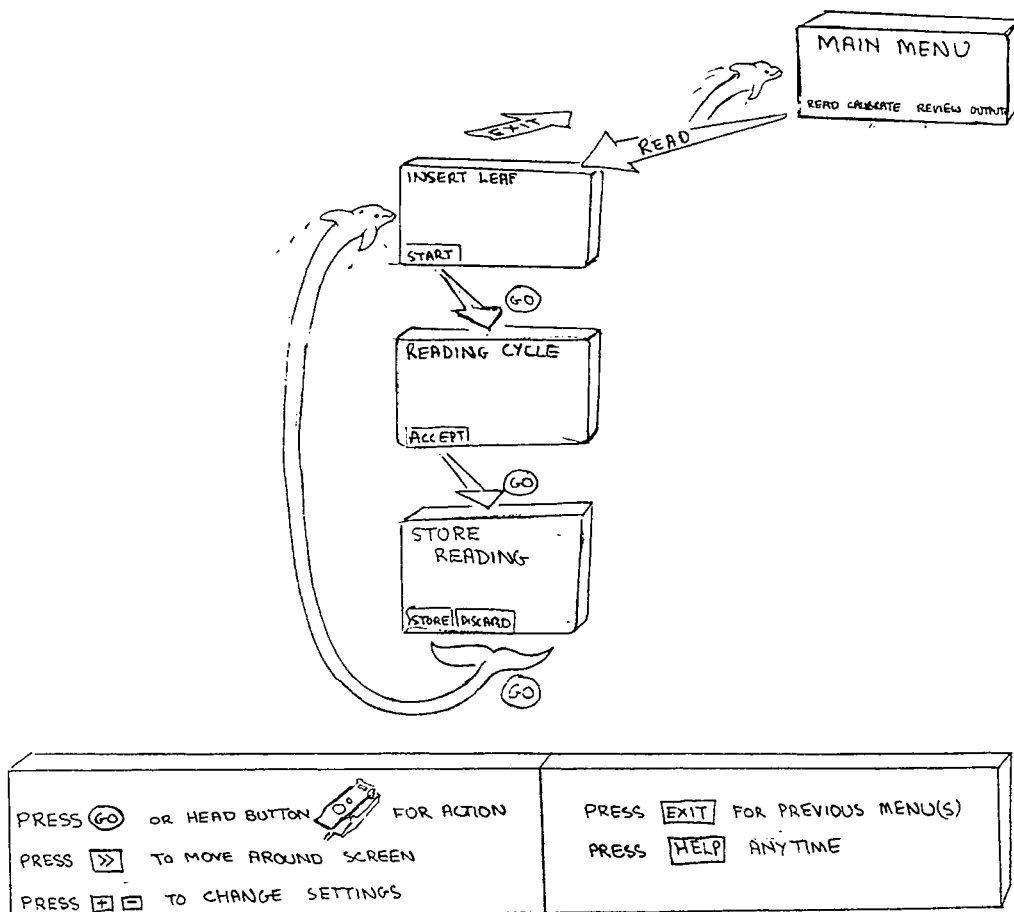 MAIN MENU
READ CALIBRATE REVIEW OUTPUT
EXIT
READ
INSERT LEAF
START
GO
READING CYCLE
ACCEPT
GO
STORE
READING
STORE DISCARD
GO
PRESS GO OR HEAD BUTTON FOR ACTION
PRESS >> TO MOVE AROUND SCREEN
PRESS + - TO CHANGE SETTINGS
PRESS EXIT FOR PREVIOUS MENU(S)
PRESS HELP ANYTIME